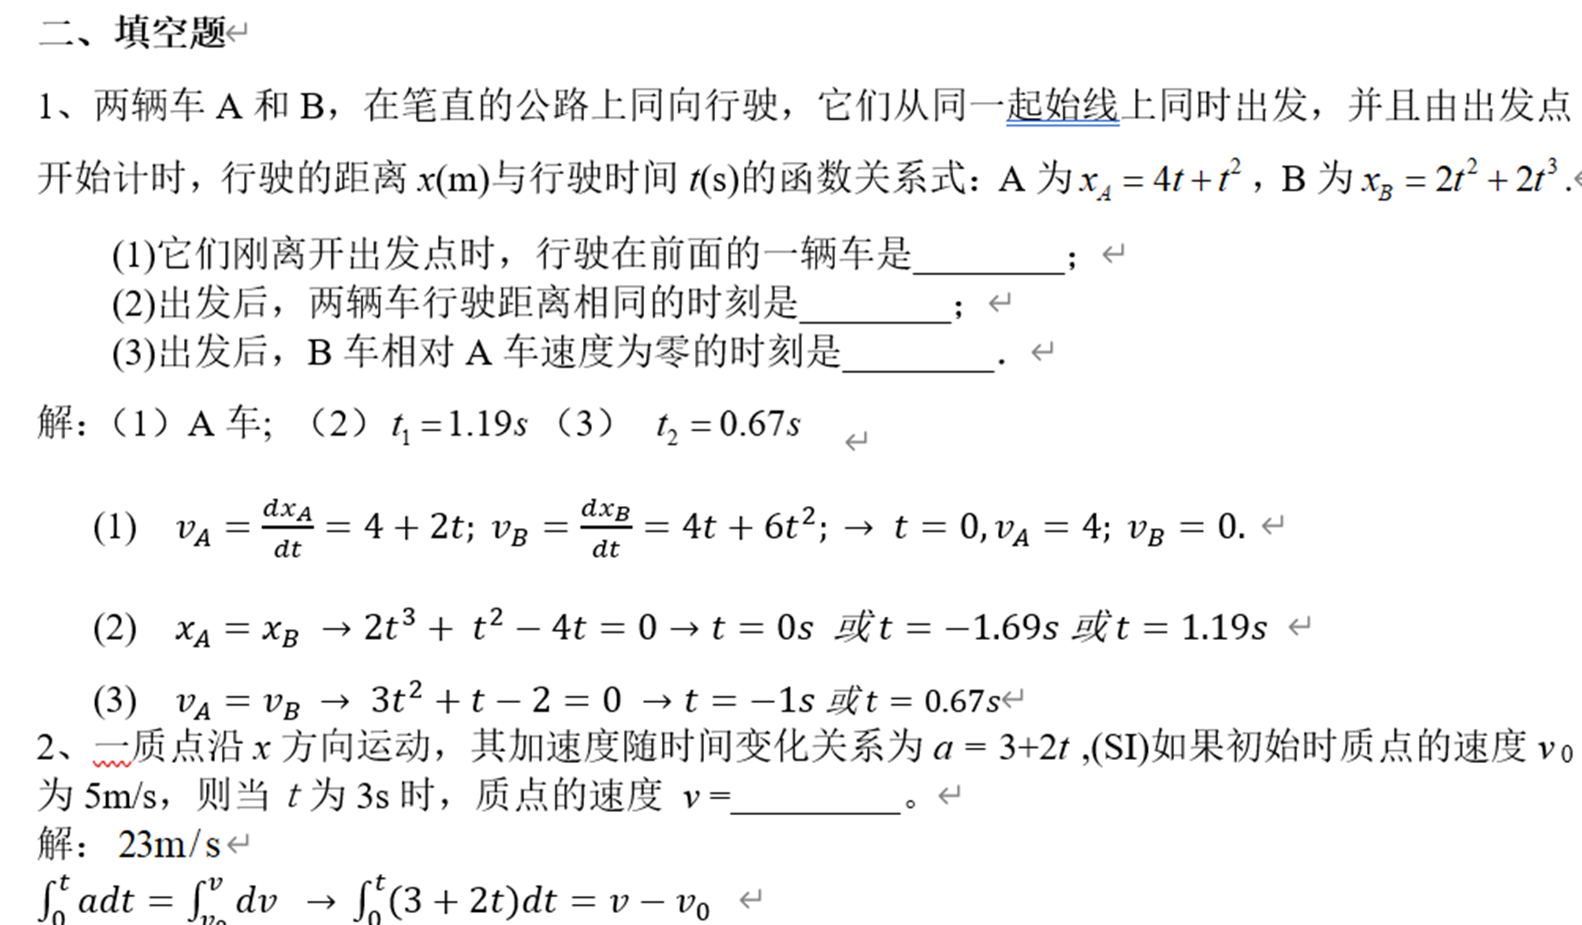 二、填空题
1、两辆车 A 和 B，在笔直的公路上同向行驶，它们从同一起始线上同时出发，并且由出发点
开始计时，行驶的距离 x(m)与行驶时间 t(s)的函数关系式：A 为 x_A = 4t + t²，B 为 x_B = 2t² + 2t³.
(1)它们刚离开出发点时，行驶在前面的一辆车是________；
(2)出发后，两辆车行驶距离相同的时刻是________；
(3)出发后，B 车相对 A 车速度为零的时刻是________．
解：（1）A 车; （2）t₁ = 1.19s （3） t₂ = 0.67s
(1) v_A = dx_A/dt = 4 + 2t; v_B = dx_B/dt = 4t + 6t²; → t = 0, v_A = 4; v_B = 0.
(2) x_A = x_B → 2t³ + t² − 4t = 0 → t = 0s 或t = −1.69s 或t = 1.19s
(3) v_A = v_B → 3t² + t − 2 = 0 → t = −1s 或t = 0.67s
2、一质点沿 x 方向运动，其加速度随时间变化关系为 a = 3+2t ,(SI)如果初始时质点的速度 v₀
为 5m/s，则当 t 为 3s 时，质点的速度 v =_________。
解： 23m/s
∫₀^t adt = ∫_{v₀}^v dv → ∫₀^t (3 + 2t)dt = v − v₀